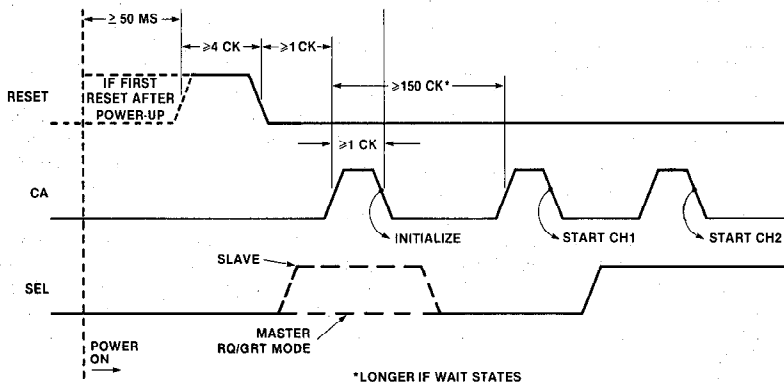 ≥ 50 MS
≥4 CK
≥1 CK
≥150 CK*
RESET
IF FIRST
RESET AFTER
POWER-UP
≥1 CK
CA
INITIALIZE
START CH1
START CH2
SLAVE
SEL
MASTER
RQ/GRT MODE
POWER
ON
*LONGER IF WAIT STATES